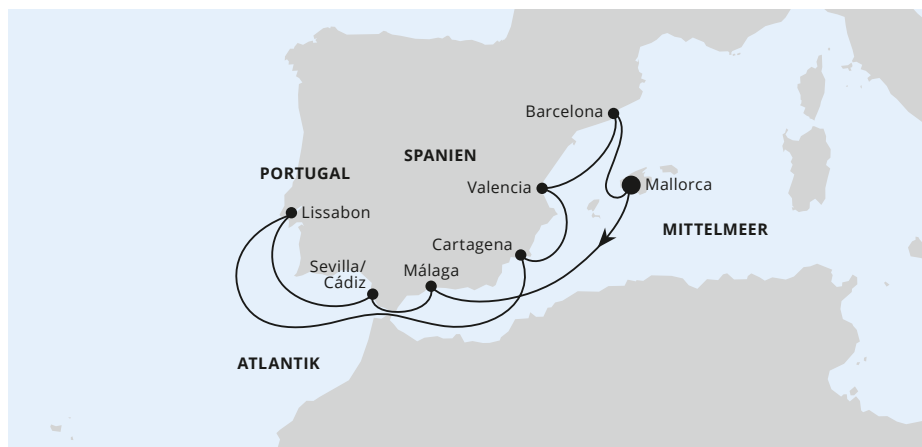 Barcelona
SPANIEN
PORTUGAL
Valencia
Mallorca
Lissabon
MITTELMEER
Cartagena
Sevilla/
Cádiz
Málaga
ATLANTIK